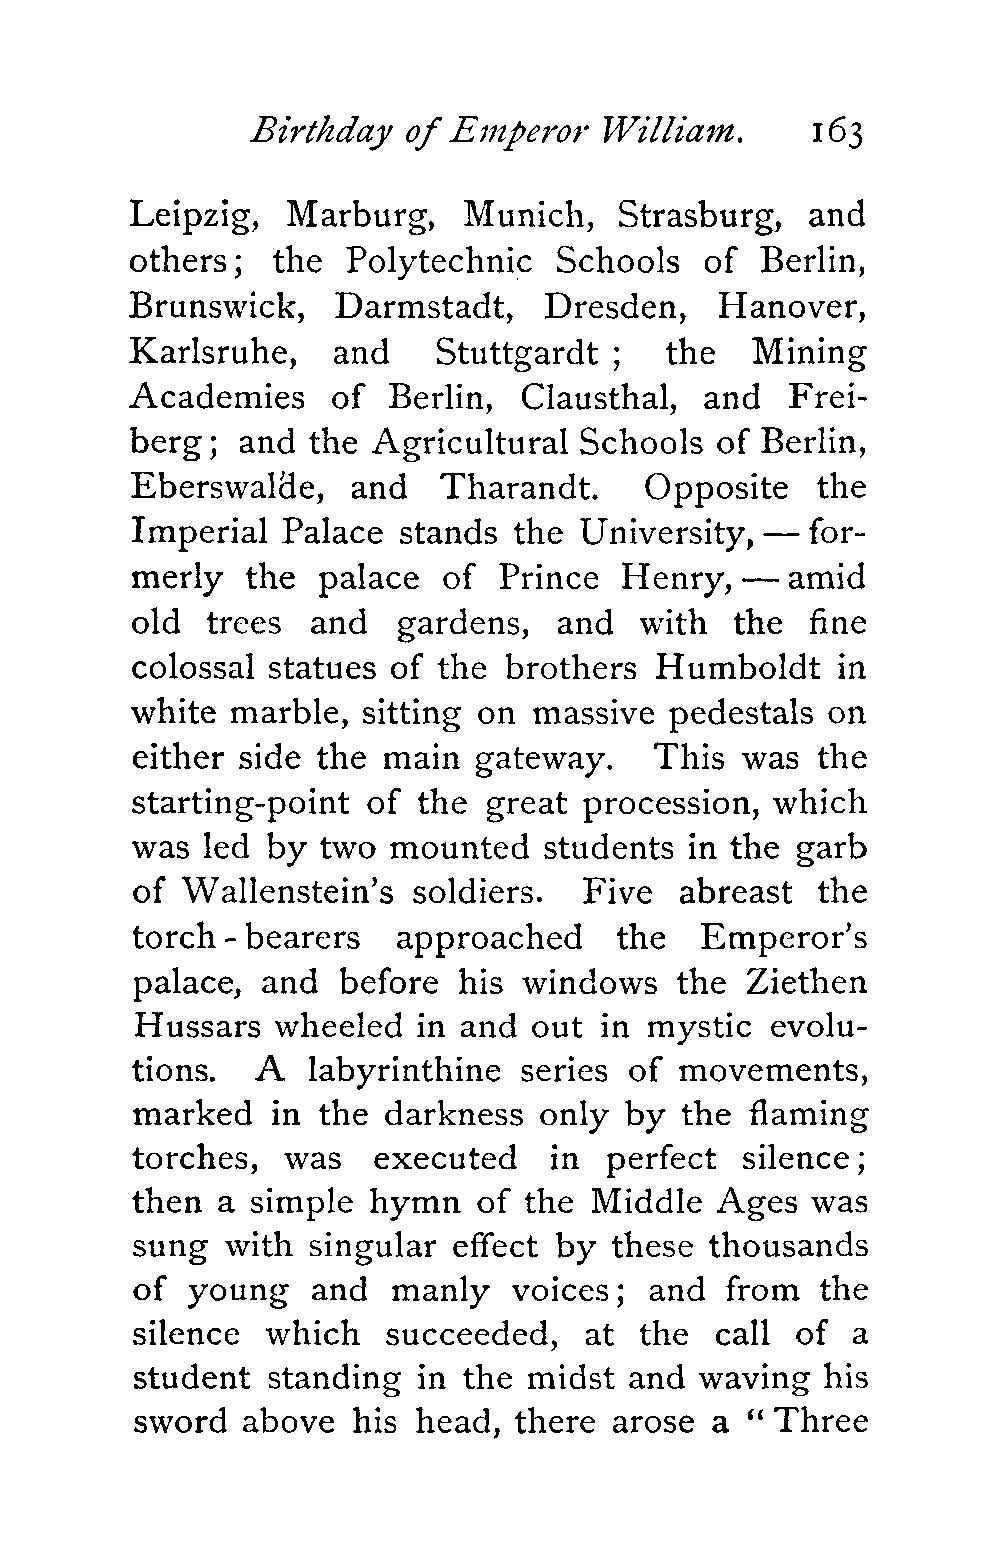 Birthday of Emperor William. 163
Leipzig, Marburg, Munich, Strasburg, and
others; the Polytechnic Schools of Berlin,
Brunswick, Darmstadt, Dresden, Hanover,
Karlsruhe, and Stuttgardt ; the Mining
Academies of Berlin, Clausthal, and Frei-
berg; and the Agricultural Schools of Berlin,
Eberswalde, and Tharandt. Opposite the
Imperial Palace stands the University, — for-
merly the palace of Prince Henry, — amid
old trees and gardens, and with the fine
colossal statues of the brothers Humboldt in
white marble, sitting on massive pedestals on
either side the main gateway. This was the
starting-point of the great procession, which
was led by two mounted students in the garb
of Wallenstein's soldiers. Five abreast the
torch-bearers approached the Emperor's
palace, and before his windows the Ziethen
Hussars wheeled in and out in mystic evolu-
tions. A labyrinthine series of movements,
marked in the darkness only by the flaming
torches, was executed in perfect silence;
then a simple hymn of the Middle Ages was
sung with singular effect by these thousands
of young and manly voices; and from the
silence which succeeded, at the call of a
student standing in the midst and waving his
sword above his head, there arose a "Three